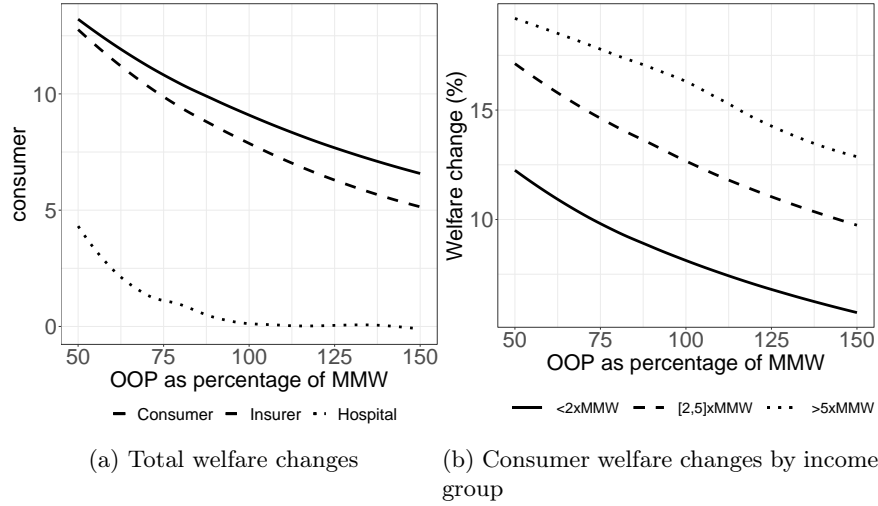 consumer
10
5
0
50
75
100
125
150
OOP as percentage of MMW
Consumer Insurer Hospital
(a) Total welfare changes
Welfare change (%)
15
10
50
75
100
125
150
OOP as percentage of MMW
<2xMMW [2,5]xMMW >5xMMW
(b) Consumer welfare changes by income
group